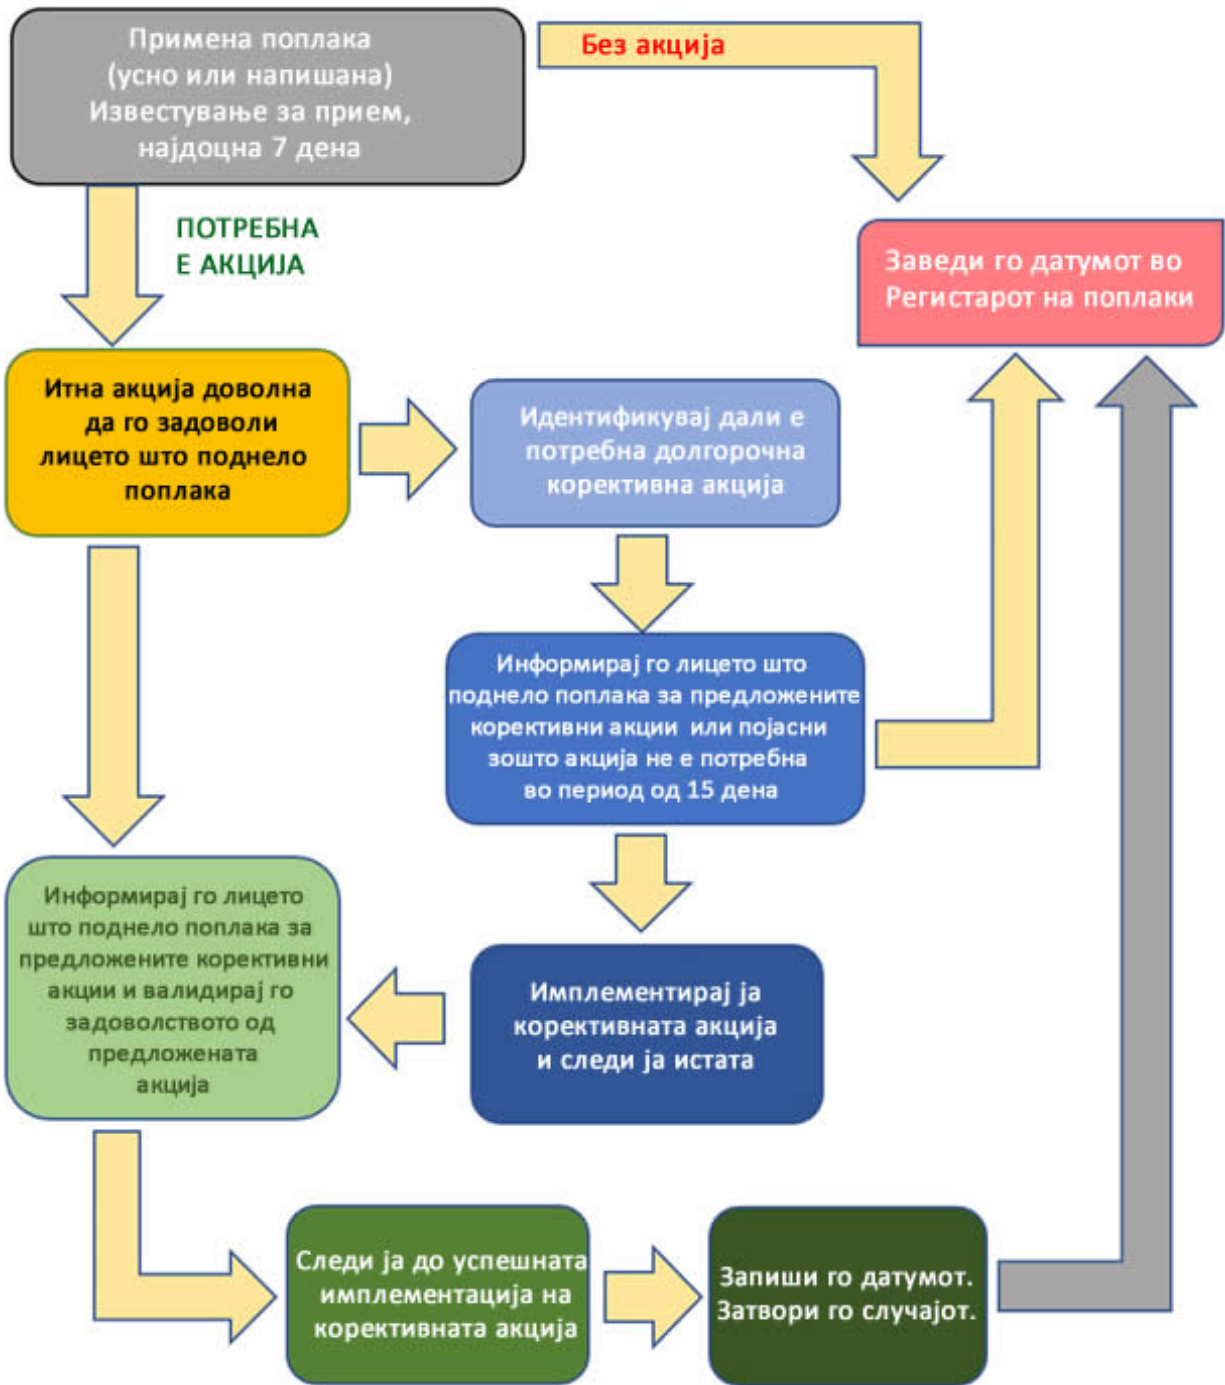 Примена поплака
(усно или напишана)
Известување за прием,
најдоцна 7 дена
Без акција
ПОТРЕБНА
Е АКЦИЈА
Заведи го датумот во
Регистарот на поплаки
Итна акција доволна
да го задоволи
лицето што поднело
поплака
Идентификувај дали е
потребна долгорочна
корективна акција
Информирај го лицето што
поднело поплака за предложените
корективни акции или појасни
зошто акција не е потребна
во период од 15 дена
Информирај го лицето
што поднело поплака за
предложените корективни
акции и валидирај го
задоволството од
предложената
акција
Имплементирај ја
корективната акција
и следи ја истата
Следи ја до успешната
имплементација на
корективната акција
Запиши го датумот.
Затвори го случајот.